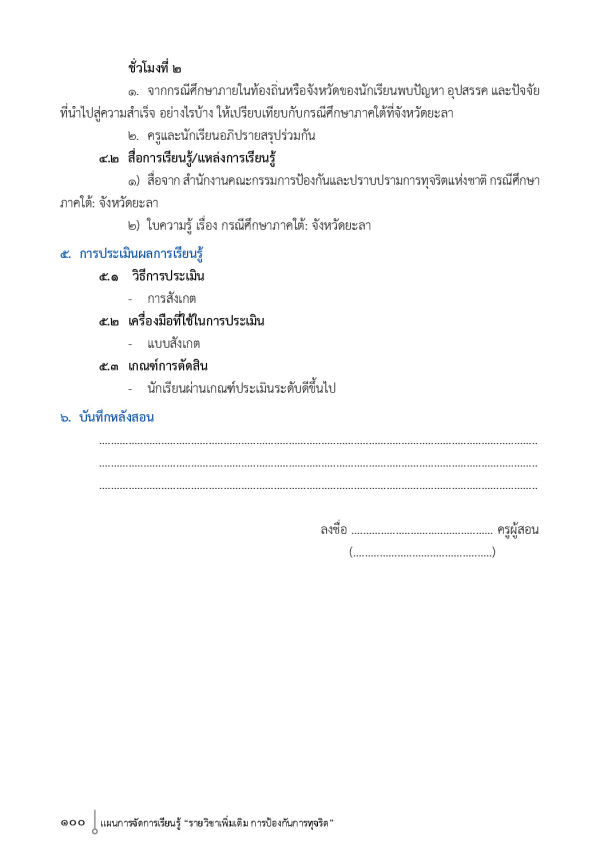 ชั่วโมงที่ ๒
๑. จากกรณีศึกษาภายในท้องถิ่นหรือจังหวัดของนักเรียนพบปัญหา อุปสรรค และปัจจัย
ที่นำไปสู่ความสำเร็จ อย่างไรบ้าง ให้เปรียบเทียบกับกรณีศึกษาภาคใต้ที่จังหวัดยะลา
๒. ครูและนักเรียนอภิปรายสรุปร่วมกัน
๔.๒ สื่อการเรียนรู้/แหล่งการเรียนรู้
๑) สื่อจาก สำนักงานคณะกรรมการป้องกันและปราบปรามการทุจริตแห่งชาติ กรณีศึกษา
ภาคใต้: จังหวัดยะลา
๒) ใบความรู้ เรื่อง กรณีศึกษาภาคใต้: จังหวัดยะลา
๕. การประเมินผลการเรียนรู้
๕.๑ วิธีการประเมิน
- การสังเกต
๕.๒ เครื่องมือที่ใช้ในการประเมิน
- แบบสังเกต
๕.๓ เกณฑ์การตัดสิน
- นักเรียนผ่านเกณฑ์ประเมินระดับดีขึ้นไป
๖. บันทึกหลังสอน
....................................................................................................................................................
....................................................................................................................................................
....................................................................................................................................................
ลงชื่อ ................................................ ครูผู้สอน
(...............................................)
๑๐๐ แผนการจัดการเรียนรู้ “รายวิชาเพิ่มเติม การป้องกันการทุจริต”